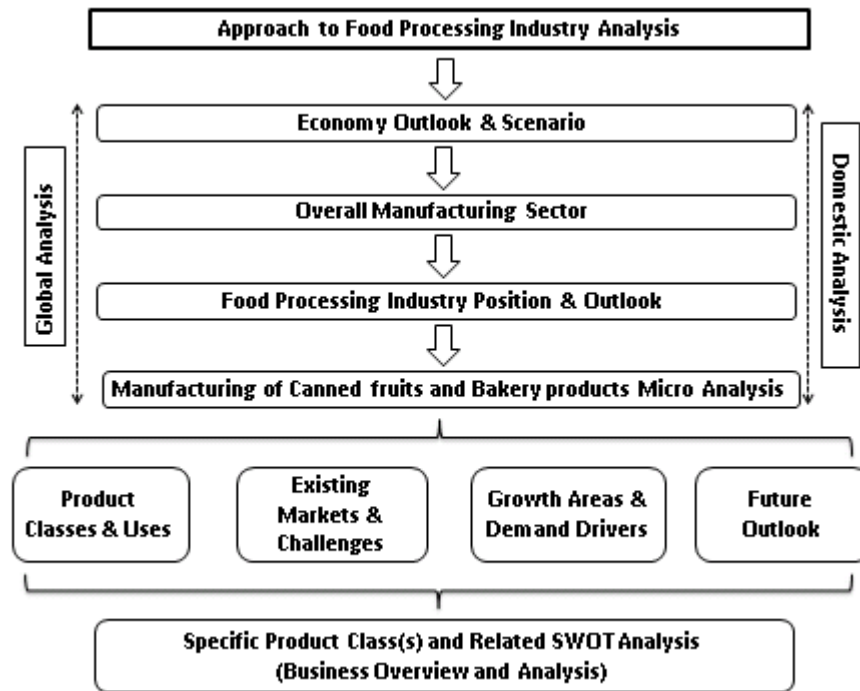 Approach to Food Processing Industry Analysis
Economy Outlook & Scenario
Overall Manufacturing Sector
Food Processing Industry Position & Outlook
Manufacturing of Canned fruits and Bakery products Micro Analysis
Global Analysis
Domestic Analysis
Product
Classes & Uses
Existing
Markets &
Challenges
Growth Areas &
Demand Drivers
Future
Outlook
Specific Product Class(s) and Related SWOT Analysis
(Business Overview and Analysis)